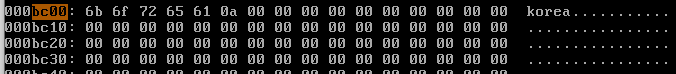 000bc00: 6b 6f 72 65 61 0a 00 00 00 00 00 00 00 00 00 00  korea...........
000bc10: 00 00 00 00 00 00 00 00 00 00 00 00 00 00 00 00  ................
000bc20: 00 00 00 00 00 00 00 00 00 00 00 00 00 00 00 00  ................
000bc30: 00 00 00 00 00 00 00 00 00 00 00 00 00 00 00 00  ................